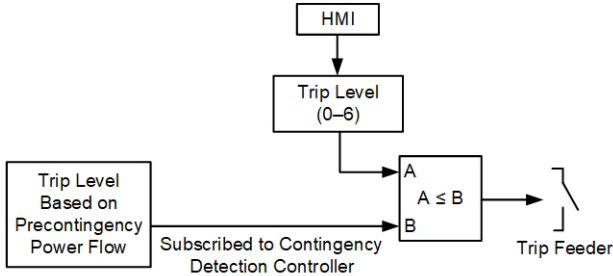 HMI
Trip Level
(0–6)
Trip Level
Based on
Precontingency
Power Flow
Subscribed to Contingency
Detection Controller
A
A ≤ B
B
Trip Feeder